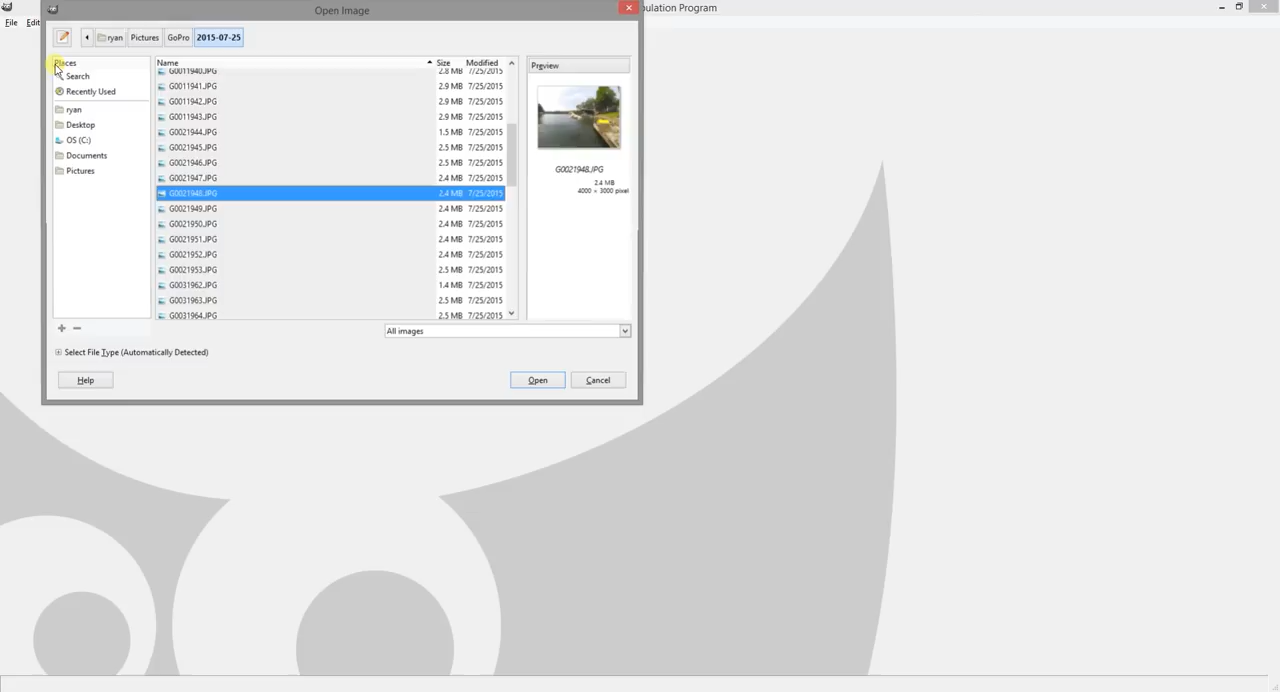 Open Image
pulation Program
File Edit
ryan Pictures GoPro 2015-07-25
Places
Search
Recently Used
ryan
Desktop
OS (C:)
Documents
Pictures
Name Size Modified
G0011940.JPG 2.8 MB 7/25/2015
G0011941.JPG 2.9 MB 7/25/2015
G0011942.JPG 2.9 MB 7/25/2015
G0011943.JPG 2.9 MB 7/25/2015
G0021944.JPG 1.5 MB 7/25/2015
G0021945.JPG 2.5 MB 7/25/2015
G0021946.JPG 2.5 MB 7/25/2015
G0021947.JPG 2.4 MB 7/25/2015
G0021948.JPG 2.4 MB 7/25/2015
G0021949.JPG 2.4 MB 7/25/2015
G0021950.JPG 2.4 MB 7/25/2015
G0021951.JPG 2.4 MB 7/25/2015
G0021952.JPG 2.4 MB 7/25/2015
G0021953.JPG 2.5 MB 7/25/2015
G0031962.JPG 1.4 MB 7/25/2015
G0031963.JPG 2.5 MB 7/25/2015
G0031964.JPG 2.5 MB 7/25/2015
Preview
G0021948.JPG
2.4 MB
4000 × 3000 pixel
All images
Select File Type (Automatically Detected)
Help
Open
Cancel